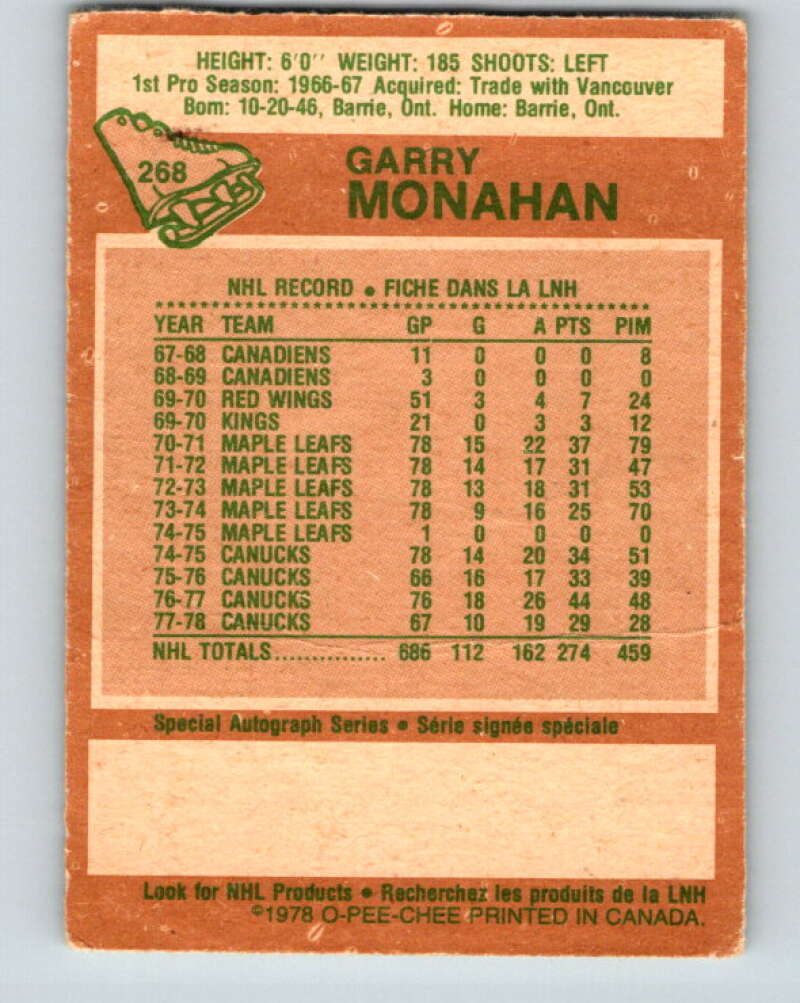 HEIGHT: 6'0" WEIGHT: 185 SHOOTS: LEFT
1st Pro Season: 1966-67 Acquired: Trade with Vancouver
Born: 10-20-46, Barrie, Ont. Home: Barrie, Ont.
268
GARRY
MONAHAN
NHL RECORD • FICHE DANS LA LNH
YEAR TEAM GP G A PTS PIM
67-68 CANADIENS 11 0 0 0 8
68-69 CANADIENS 3 0 0 0 0
69-70 RED WINGS 51 3 4 7 24
69-70 KINGS 21 0 3 3 12
70-71 MAPLE LEAFS 78 15 22 37 79
71-72 MAPLE LEAFS 78 14 17 31 47
72-73 MAPLE LEAFS 78 13 18 31 53
73-74 MAPLE LEAFS 78 9 16 25 70
74-75 MAPLE LEAFS 1 0 0 0 0
74-75 CANUCKS 78 14 20 34 51
75-76 CANUCKS 66 16 17 33 39
76-77 CANUCKS 76 18 26 44 48
77-78 CANUCKS 67 10 19 29 28
NHL TOTALS............... 686 112 162 274 459
Special Autograph Series • Série signée spéciale
Look for NHL Products • Recherchez les produits de la LNH
©1978 O-PEE-CHEE PRINTED IN CANADA.